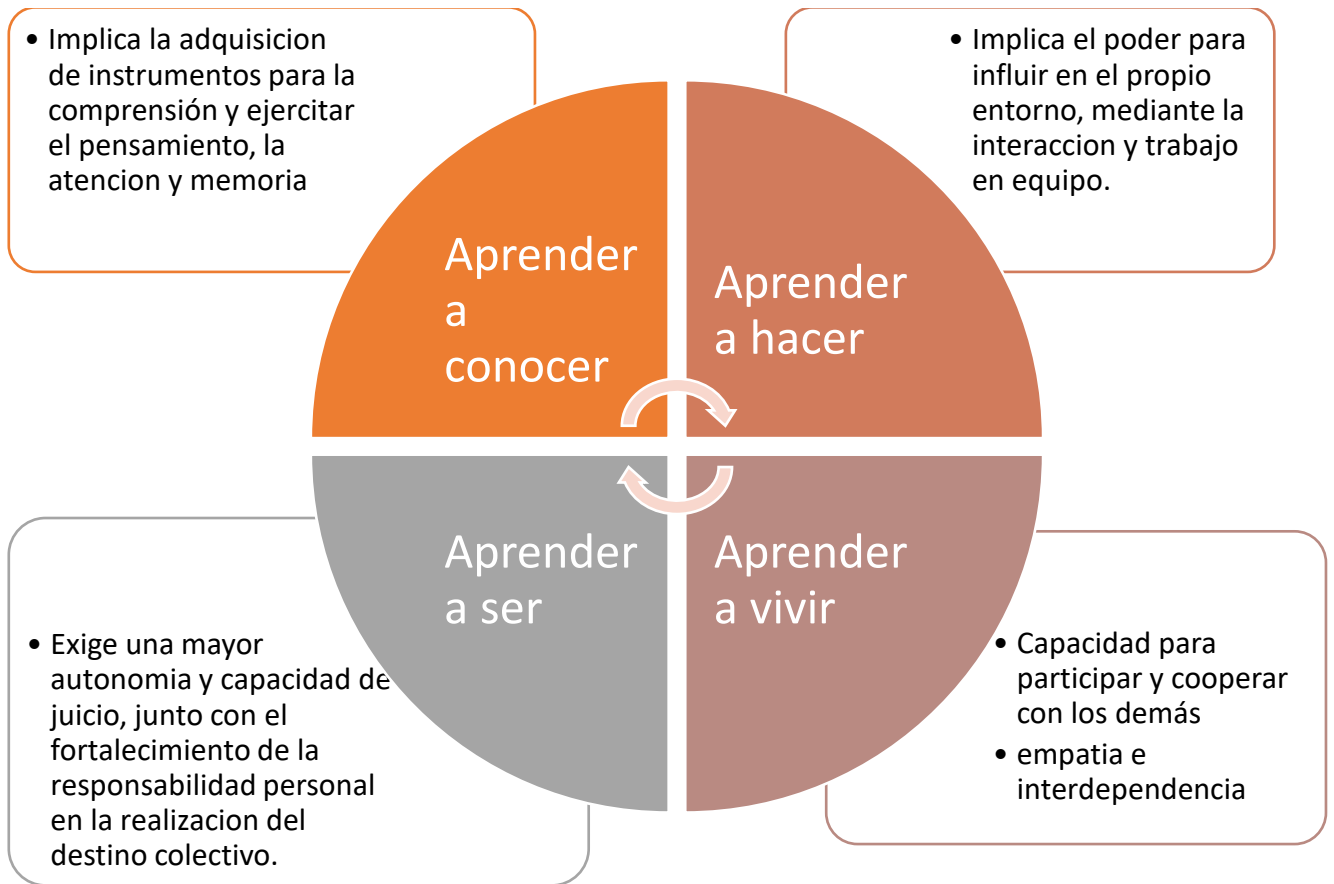 • Implica la adquisicion
de instrumentos para la
comprensión y ejercitar
el pensamiento, la
atencion y memoria
• Implica el poder para
influir en el propio
entorno, mediante la
interaccion y trabajo
en equipo.
Aprender
a
conocer
Aprender
a hacer
Aprender
a ser
Aprender
a vivir
• Exige una mayor
autonomia y capacidad de
juicio, junto con el
fortalecimiento de la
responsabilidad personal
en la realizacion del
destino colectivo.
• Capacidad para
participar y cooperar
con los demás
• empatia e
interdependencia